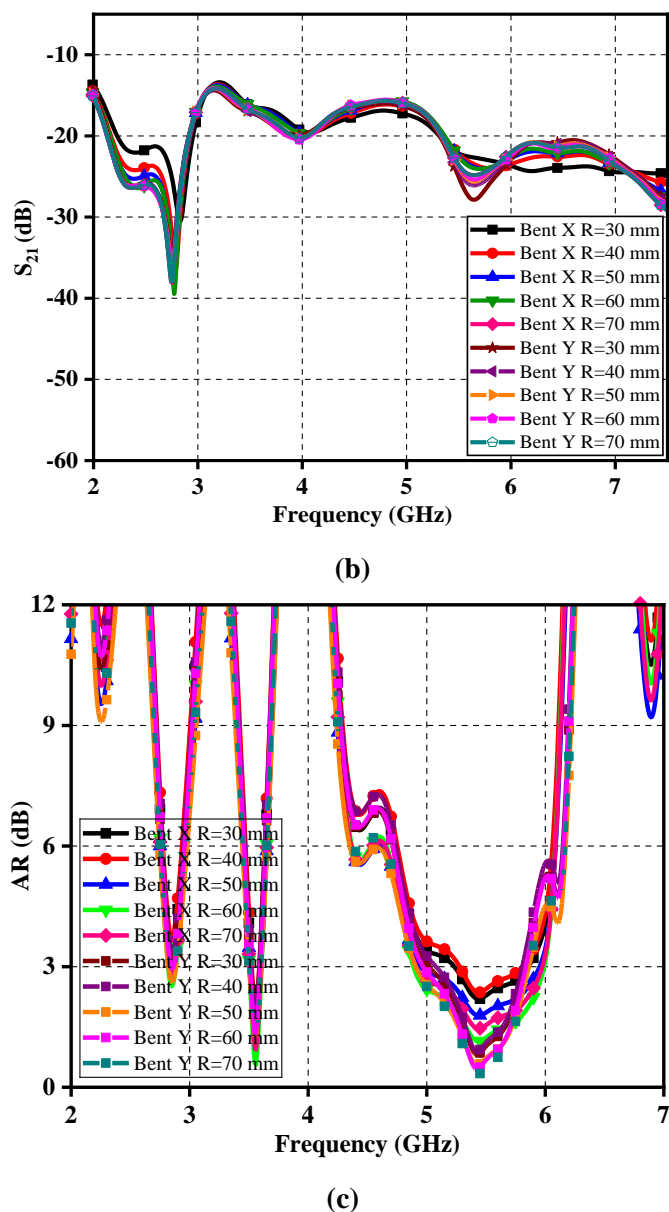 -10
-20
-30
-40
-50
-60
S21 (dB)
Bent X R=30 mm
Bent X R=40 mm
Bent X R=50 mm
Bent X R=60 mm
Bent X R=70 mm
Bent Y R=30 mm
Bent Y R=40 mm
Bent Y R=50 mm
Bent Y R=60 mm
Bent Y R=70 mm
2 3 4 5 6 7
Frequency (GHz)
(b)
12
9
6
3
0
AR (dB)
Bent X R=30 mm
Bent X R=40 mm
Bent X R=50 mm
Bent X R=60 mm
Bent X R=70 mm
Bent Y R=30 mm
Bent Y R=40 mm
Bent Y R=50 mm
Bent Y R=60 mm
Bent Y R=70 mm
2 3 4 5 6 7
Frequency (GHz)
(c)